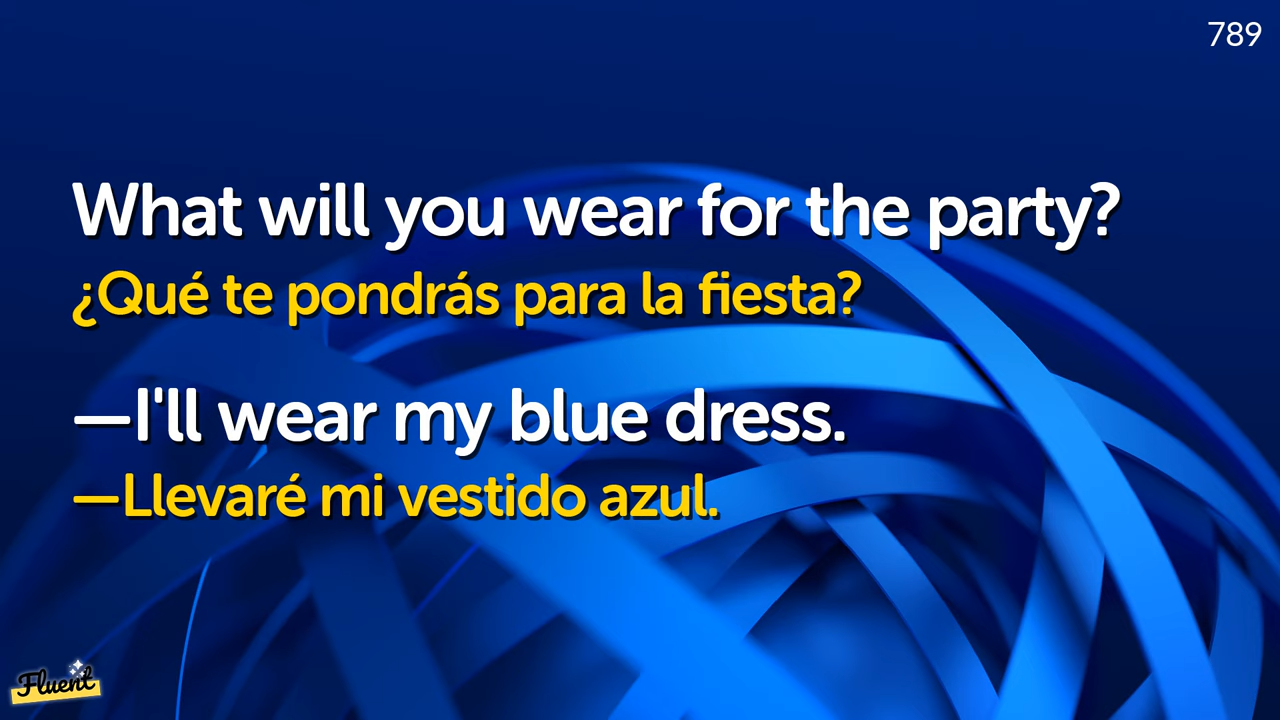 789
What will you wear for the party?
¿Qué te pondrás para la fiesta?
—I'll wear my blue dress.
—Llevaré mi vestido azul.
Fluent